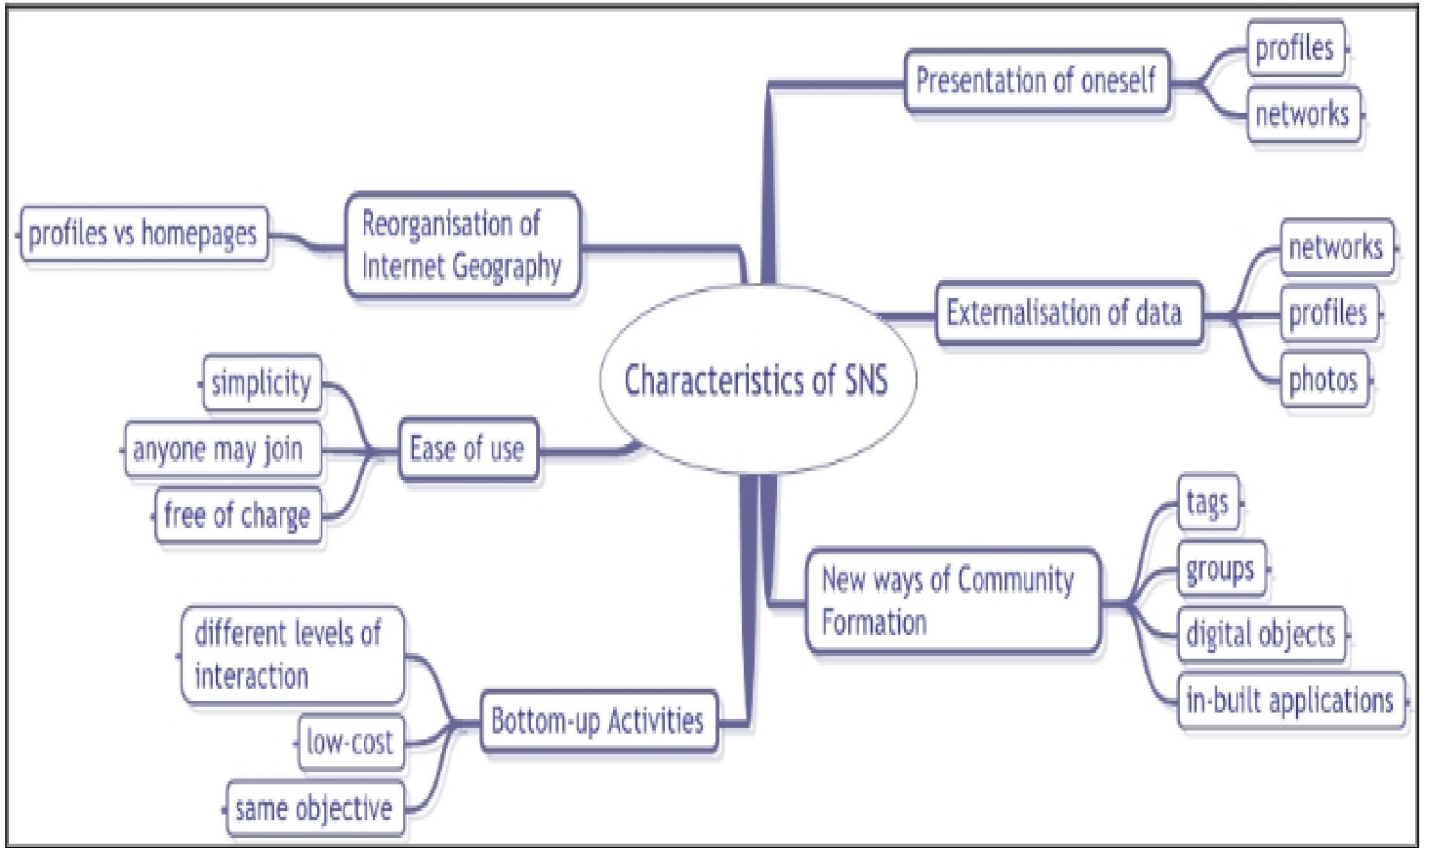 Characteristics of SNS
Presentation of oneself
profiles
networks
Externalisation of data
networks
profiles
photos
New ways of Community
Formation
tags
groups
digital objects
in-built applications
Reorganisation of
Internet Geography
profiles vs homepages
Ease of use
simplicity
anyone may join
free of charge
Bottom-up Activities
different levels of
interaction
low-cost
same objective